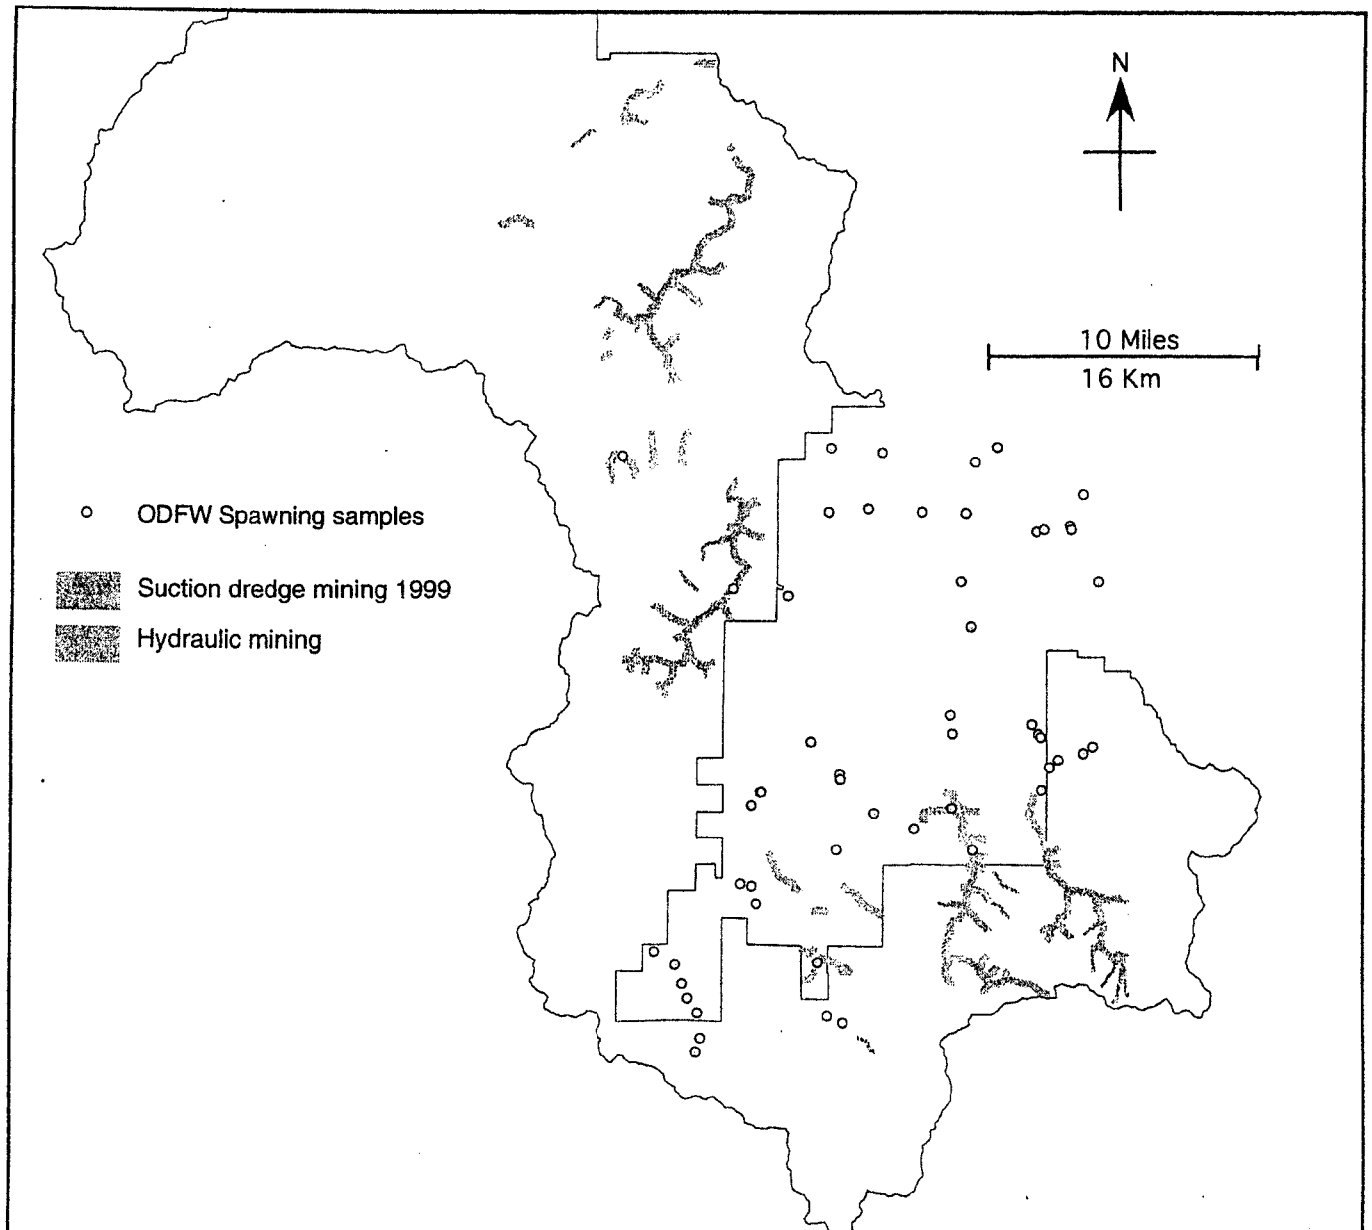 N
10 Miles
16 Km
ODFW Spawning samples
Suction dredge mining 1999
Hydraulic mining